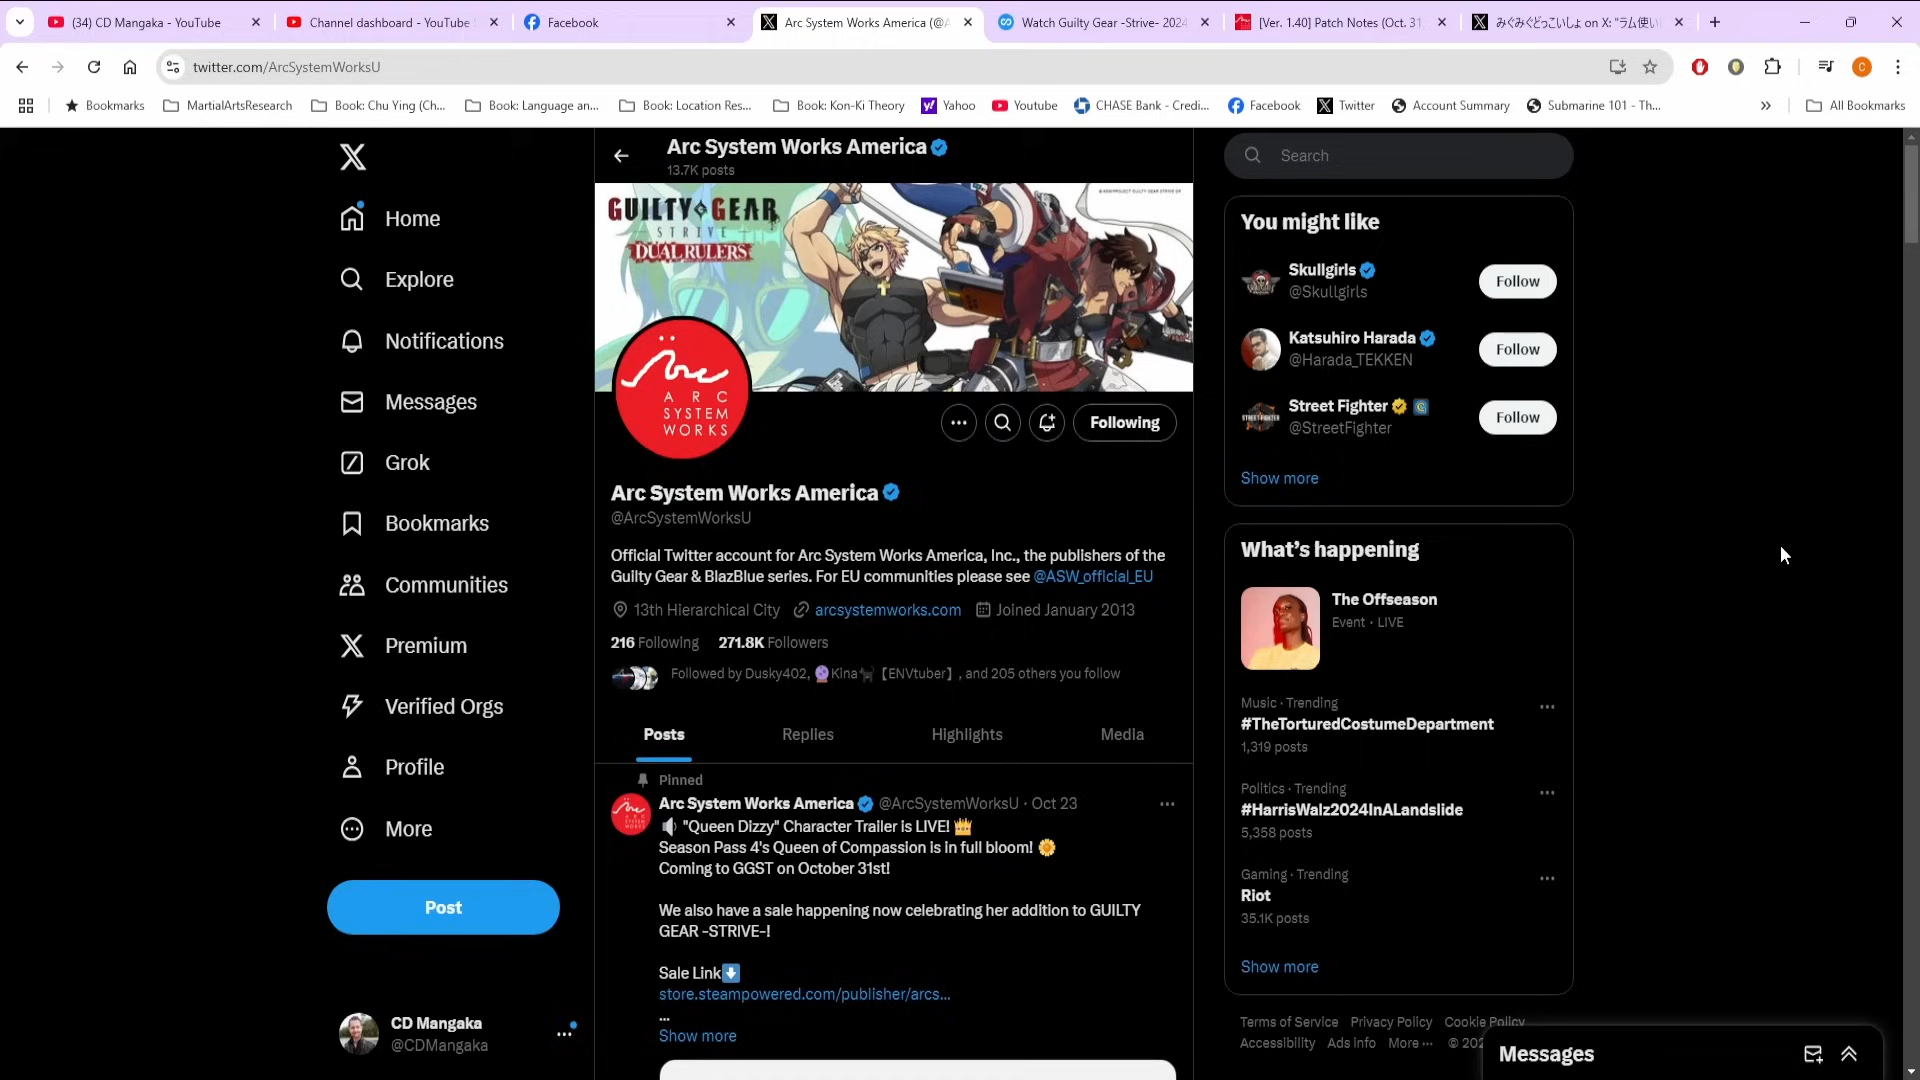 (34) CD Mangaka - YouTube
Channel dashboard - YouTube
Facebook
Arc System Works America (@A
Watch Guilty Gear -Strive- 2024
[Ver. 1.40] Patch Notes (Oct. 31
みぐみぐどっこいしょ on X: "ラム使い
twitter.com/ArcSystemWorksU
C
Bookmarks
MartialArtsResearch
Book: Chu Ying (Ch...
Book: Language an...
Book: Location Res...
Book: Kon-Ki Theory
Yahoo
Youtube
CHASE Bank - Credi...
Facebook
Twitter
Account Summary
Submarine 101 - Th...
All Bookmarks
Home
Explore
Notifications
Messages
Grok
Bookmarks
Communities
Premium
Verified Orgs
Profile
More
Post
CD Mangaka
@CDMangaka
Arc System Works America
13.7K posts
GUILTY GEAR
STRIVE
DUAL RULERS
Arc
ARC
SYSTEM
WORKS
Following
Arc System Works America
@ArcSystemWorksU
Official Twitter account for Arc System Works America, Inc., the publishers of the
Guilty Gear & BlazBlue series. For EU communities please see @ASW_official_EU
13th Hierarchical City arcsystemworks.com Joined January 2013
216 Following 271.8K Followers
Followed by Dusky402, 🔮Kina🐈‍⬛【ENVtuber】, and 205 others you follow
Posts Replies Highlights Media
Pinned
Arc System Works America @ArcSystemWorksU · Oct 23
🔈 "Queen Dizzy" Character Trailer is LIVE! 👑
Season Pass 4's Queen of Compassion is in full bloom! 🌼
Coming to GGST on October 31st!
We also have a sale happening now celebrating her addition to GUILTY
GEAR -STRIVE-!
Sale Link⬇️
store.steampowered.com/publisher/arcs...
...
Show more
Search
You might like
Skullgirls
@Skullgirls
Follow
Katsuhiro Harada
@Harada_TEKKEN
Follow
Street Fighter
@StreetFighter
Follow
Show more
What's happening
The Offseason
Event · LIVE
Music · Trending
#TheTorturedCostumeDepartment
1,319 posts
Politics · Trending
#HarrisWalz2024InALandslide
5,358 posts
Gaming · Trending
Riot
35.1K posts
Show more
Terms of Service Privacy Policy Cookie Policy
Accessibility Ads info More ··· © 202
Messages